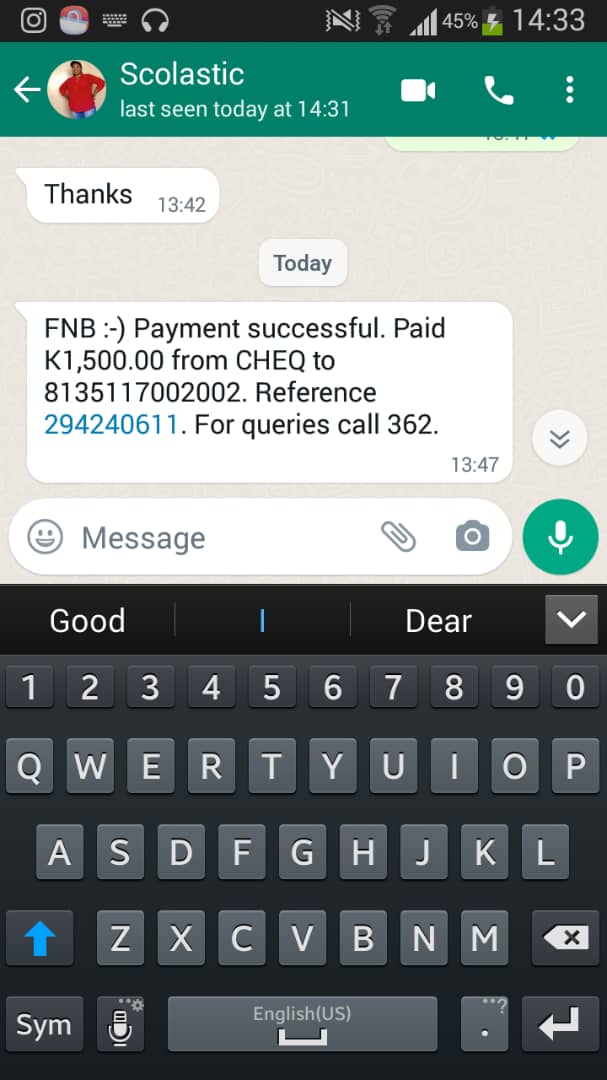 45% 14:33
Scolastic
last seen today at 14:31
Thanks 13:42
Today
FNB :-) Payment successful. Paid
K1,500.00 from CHEQ to
8135117002002. Reference
294240611. For queries call 362.
13:47
Message
Good I Dear
1 2 3 4 5 6 7 8 9 0
Q W E R T Y U I O P
A S D F G H J K L
Z X C V B N M
Sym English(US) . ..?